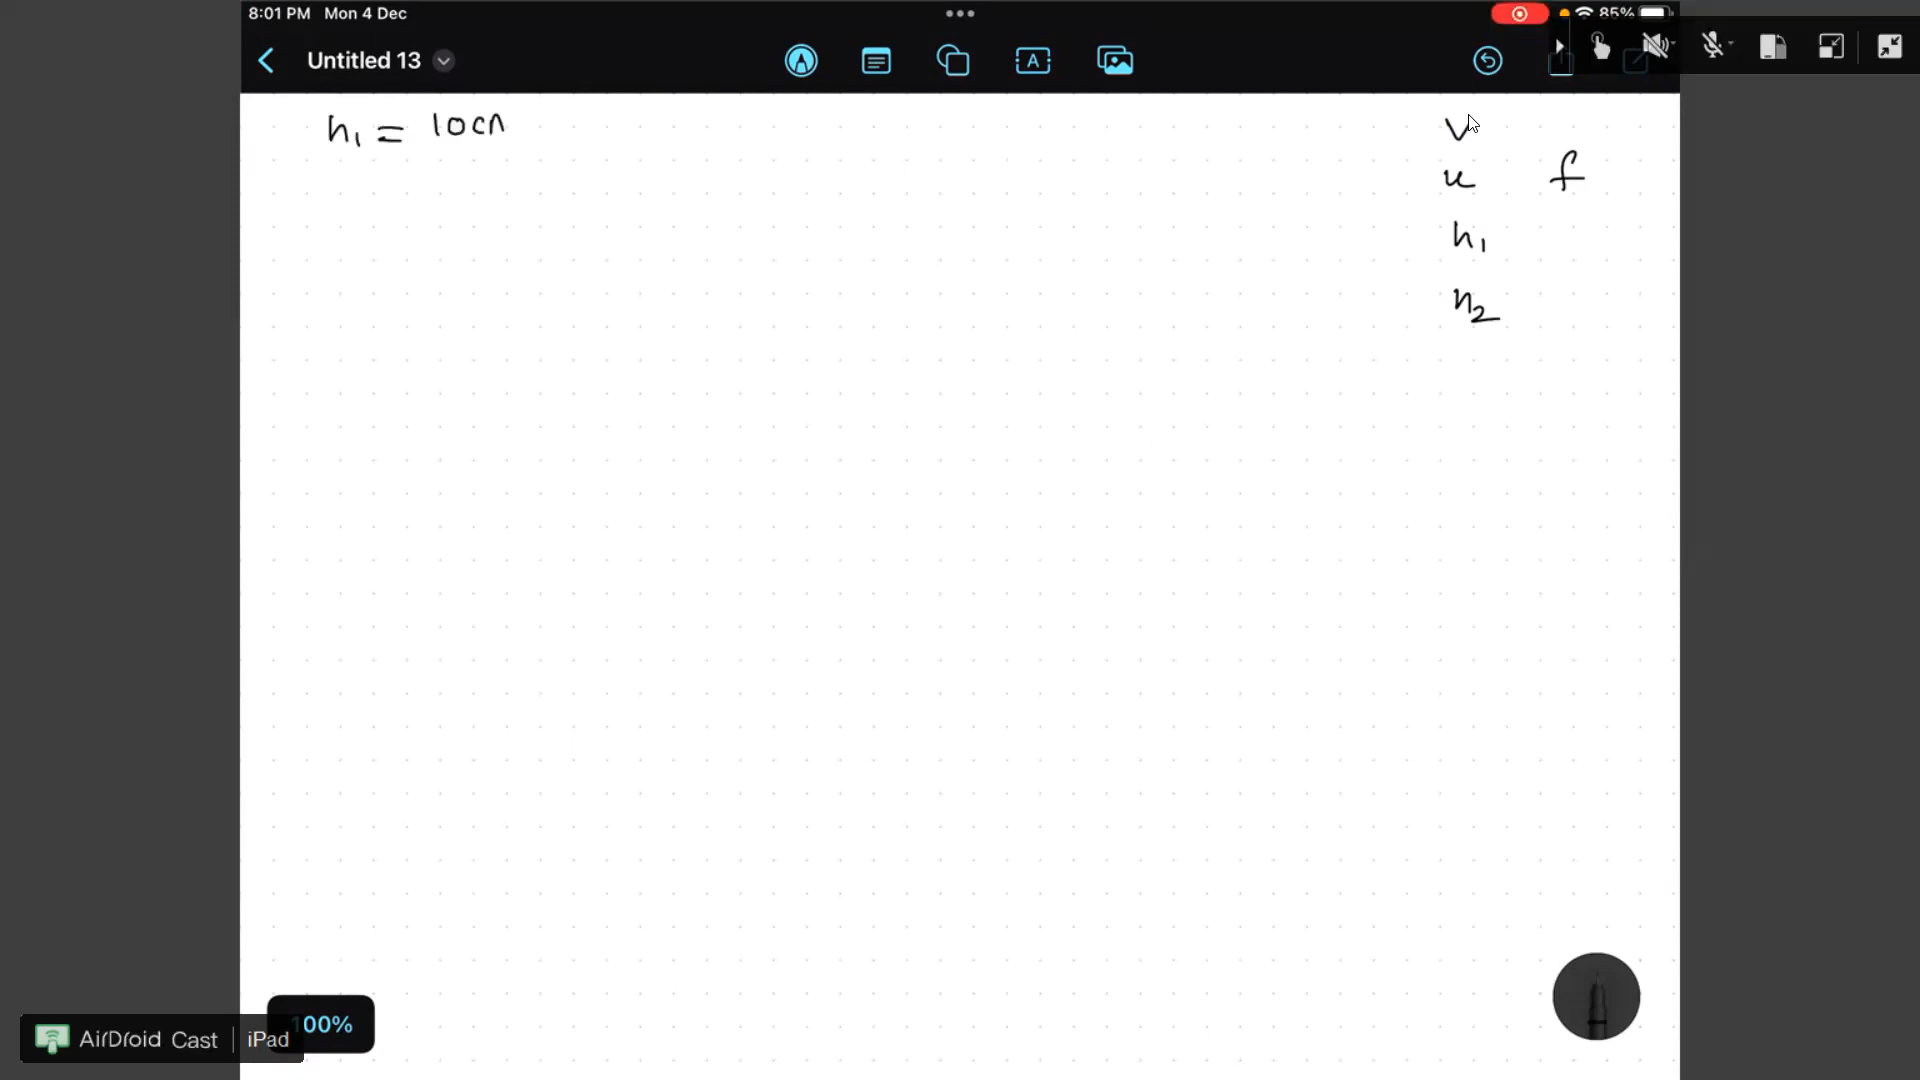 8:01 PM Mon 4 Dec
85%
Untitled 13
A
h₁ = 10cm
v
u f
h₁
h₂
100%
AirDroid Cast | iPad